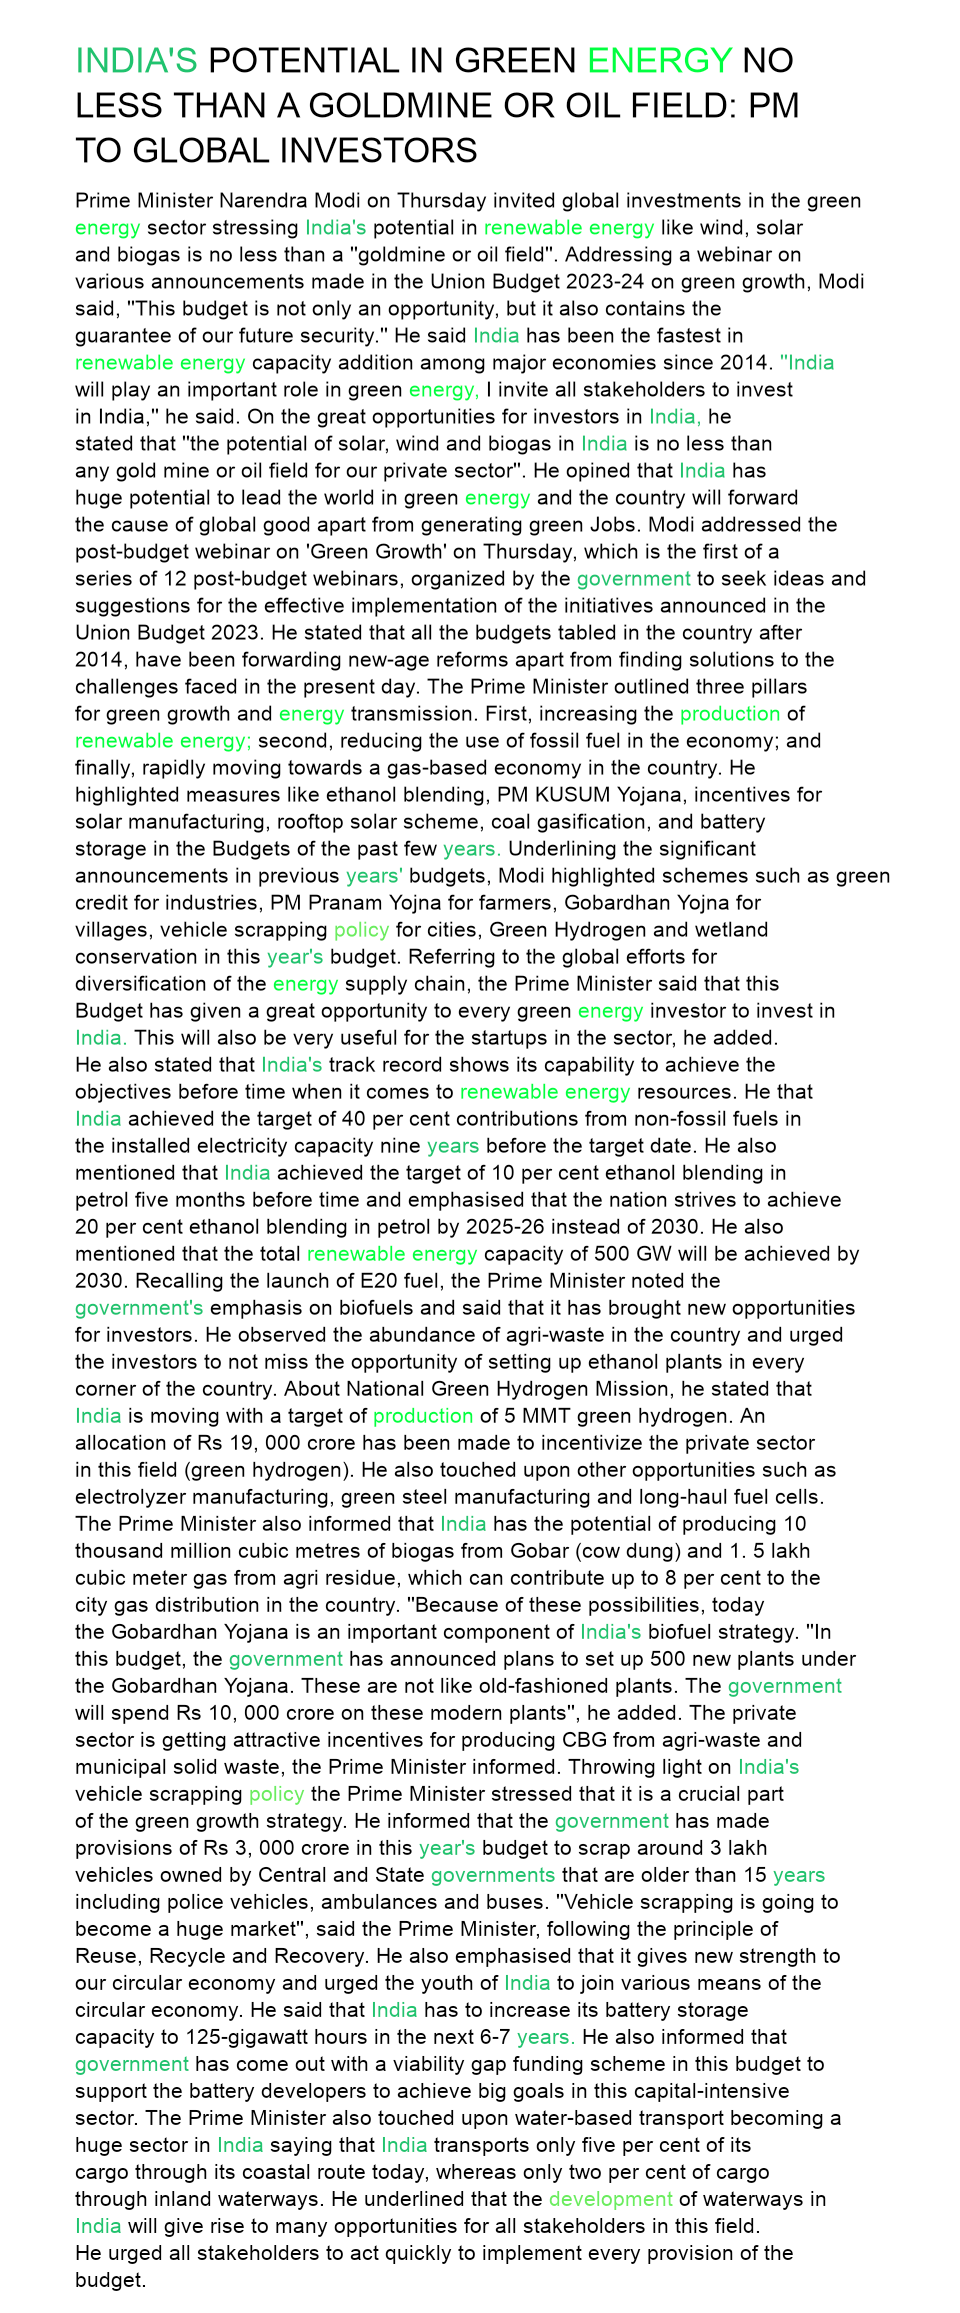 INDIA'S POTENTIAL IN GREEN ENERGY NO
LESS THAN A GOLDMINE OR OIL FIELD: PM
TO GLOBAL INVESTORS
Prime Minister Narendra Modi on Thursday invited global investments in the green
energy sector stressing India's potential in renewable energy like wind, solar
and biogas is no less than a "goldmine or oil field". Addressing a webinar on
various announcements made in the Union Budget 2023-24 on green growth, Modi
said, "This budget is not only an opportunity, but it also contains the
guarantee of our future security." He said India has been the fastest in
renewable energy capacity addition among major economies since 2014. "India
will play an important role in green energy, I invite all stakeholders to invest
in India," he said. On the great opportunities for investors in India, he
stated that "the potential of solar, wind and biogas in India is no less than
any gold mine or oil field for our private sector". He opined that India has
huge potential to lead the world in green energy and the country will forward
the cause of global good apart from generating green Jobs. Modi addressed the
post-budget webinar on 'Green Growth' on Thursday, which is the first of a
series of 12 post-budget webinars, organized by the government to seek ideas and
suggestions for the effective implementation of the initiatives announced in the
Union Budget 2023. He stated that all the budgets tabled in the country after
2014, have been forwarding new-age reforms apart from finding solutions to the
challenges faced in the present day. The Prime Minister outlined three pillars
for green growth and energy transmission. First, increasing the production of
renewable energy; second, reducing the use of fossil fuel in the economy; and
finally, rapidly moving towards a gas-based economy in the country. He
highlighted measures like ethanol blending, PM KUSUM Yojana, incentives for
solar manufacturing, rooftop solar scheme, coal gasification, and battery
storage in the Budgets of the past few years. Underlining the significant
announcements in previous years' budgets, Modi highlighted schemes such as green
credit for industries, PM Pranam Yojna for farmers, Gobardhan Yojna for
villages, vehicle scrapping policy for cities, Green Hydrogen and wetland
conservation in this year's budget. Referring to the global efforts for
diversification of the energy supply chain, the Prime Minister said that this
Budget has given a great opportunity to every green energy investor to invest in
India. This will also be very useful for the startups in the sector, he added.
He also stated that India's track record shows its capability to achieve the
objectives before time when it comes to renewable energy resources. He that
India achieved the target of 40 per cent contributions from non-fossil fuels in
the installed electricity capacity nine years before the target date. He also
mentioned that India achieved the target of 10 per cent ethanol blending in
petrol five months before time and emphasised that the nation strives to achieve
20 per cent ethanol blending in petrol by 2025-26 instead of 2030. He also
mentioned that the total renewable energy capacity of 500 GW will be achieved by
2030. Recalling the launch of E20 fuel, the Prime Minister noted the
government's emphasis on biofuels and said that it has brought new opportunities
for investors. He observed the abundance of agri-waste in the country and urged
the investors to not miss the opportunity of setting up ethanol plants in every
corner of the country. About National Green Hydrogen Mission, he stated that
India is moving with a target of production of 5 MMT green hydrogen. An
allocation of Rs 19, 000 crore has been made to incentivize the private sector
in this field (green hydrogen). He also touched upon other opportunities such as
electrolyzer manufacturing, green steel manufacturing and long-haul fuel cells.
The Prime Minister also informed that India has the potential of producing 10
thousand million cubic metres of biogas from Gobar (cow dung) and 1. 5 lakh
cubic meter gas from agri residue, which can contribute up to 8 per cent to the
city gas distribution in the country. "Because of these possibilities, today
the Gobardhan Yojana is an important component of India's biofuel strategy. "In
this budget, the government has announced plans to set up 500 new plants under
the Gobardhan Yojana. These are not like old-fashioned plants. The government
will spend Rs 10, 000 crore on these modern plants", he added. The private
sector is getting attractive incentives for producing CBG from agri-waste and
municipal solid waste, the Prime Minister informed. Throwing light on India's
vehicle scrapping policy the Prime Minister stressed that it is a crucial part
of the green growth strategy. He informed that the government has made
provisions of Rs 3, 000 crore in this year's budget to scrap around 3 lakh
vehicles owned by Central and State governments that are older than 15 years
including police vehicles, ambulances and buses. "Vehicle scrapping is going to
become a huge market", said the Prime Minister, following the principle of
Reuse, Recycle and Recovery. He also emphasised that it gives new strength to
our circular economy and urged the youth of India to join various means of the
circular economy. He said that India has to increase its battery storage
capacity to 125-gigawatt hours in the next 6-7 years. He also informed that
government has come out with a viability gap funding scheme in this budget to
support the battery developers to achieve big goals in this capital-intensive
sector. The Prime Minister also touched upon water-based transport becoming a
huge sector in India saying that India transports only five per cent of its
cargo through its coastal route today, whereas only two per cent of cargo
through inland waterways. He underlined that the development of waterways in
India will give rise to many opportunities for all stakeholders in this field.
He urged all stakeholders to act quickly to implement every provision of the
budget.